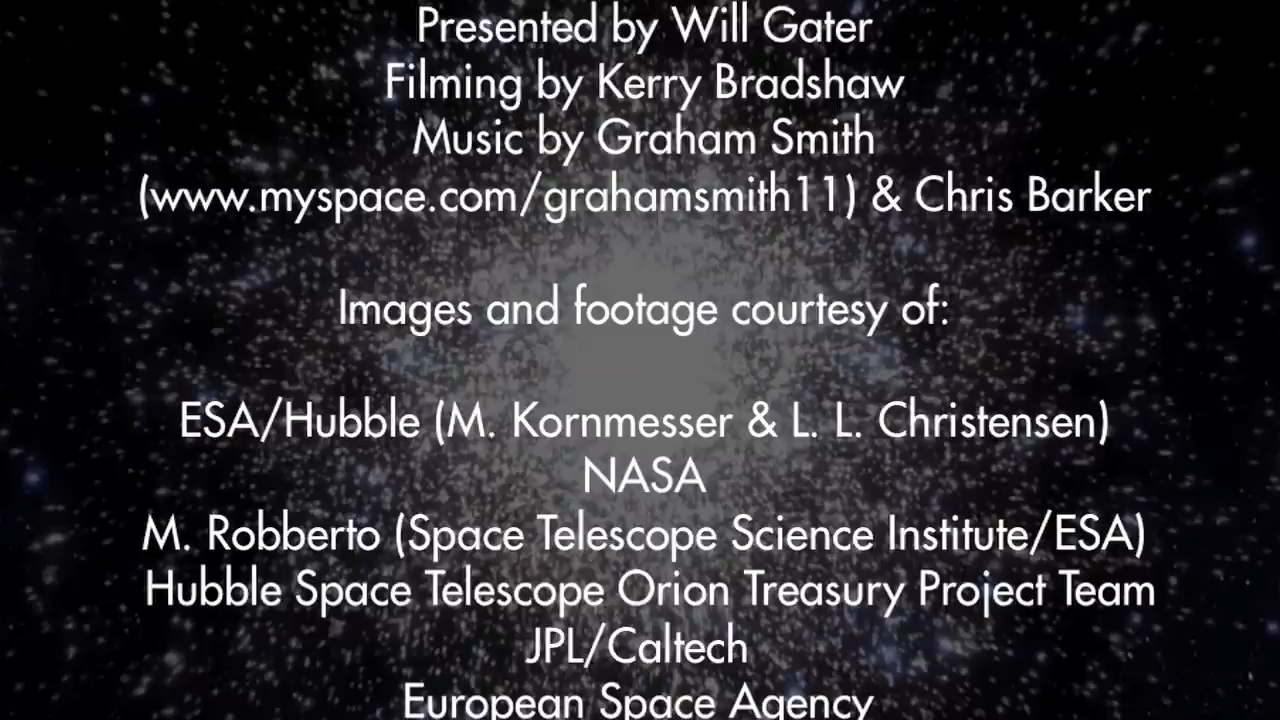 Presented by Will Gater
Filming by Kerry Bradshaw
Music by Graham Smith
(www.myspace.com/grahamsmith11) & Chris Barker
Images and footage courtesy of:
ESA/Hubble (M. Kornmesser & L. L. Christensen)
NASA
M. Robberto (Space Telescope Science Institute/ESA)
Hubble Space Telescope Orion Treasury Project Team
JPL/Caltech
European Space Agency